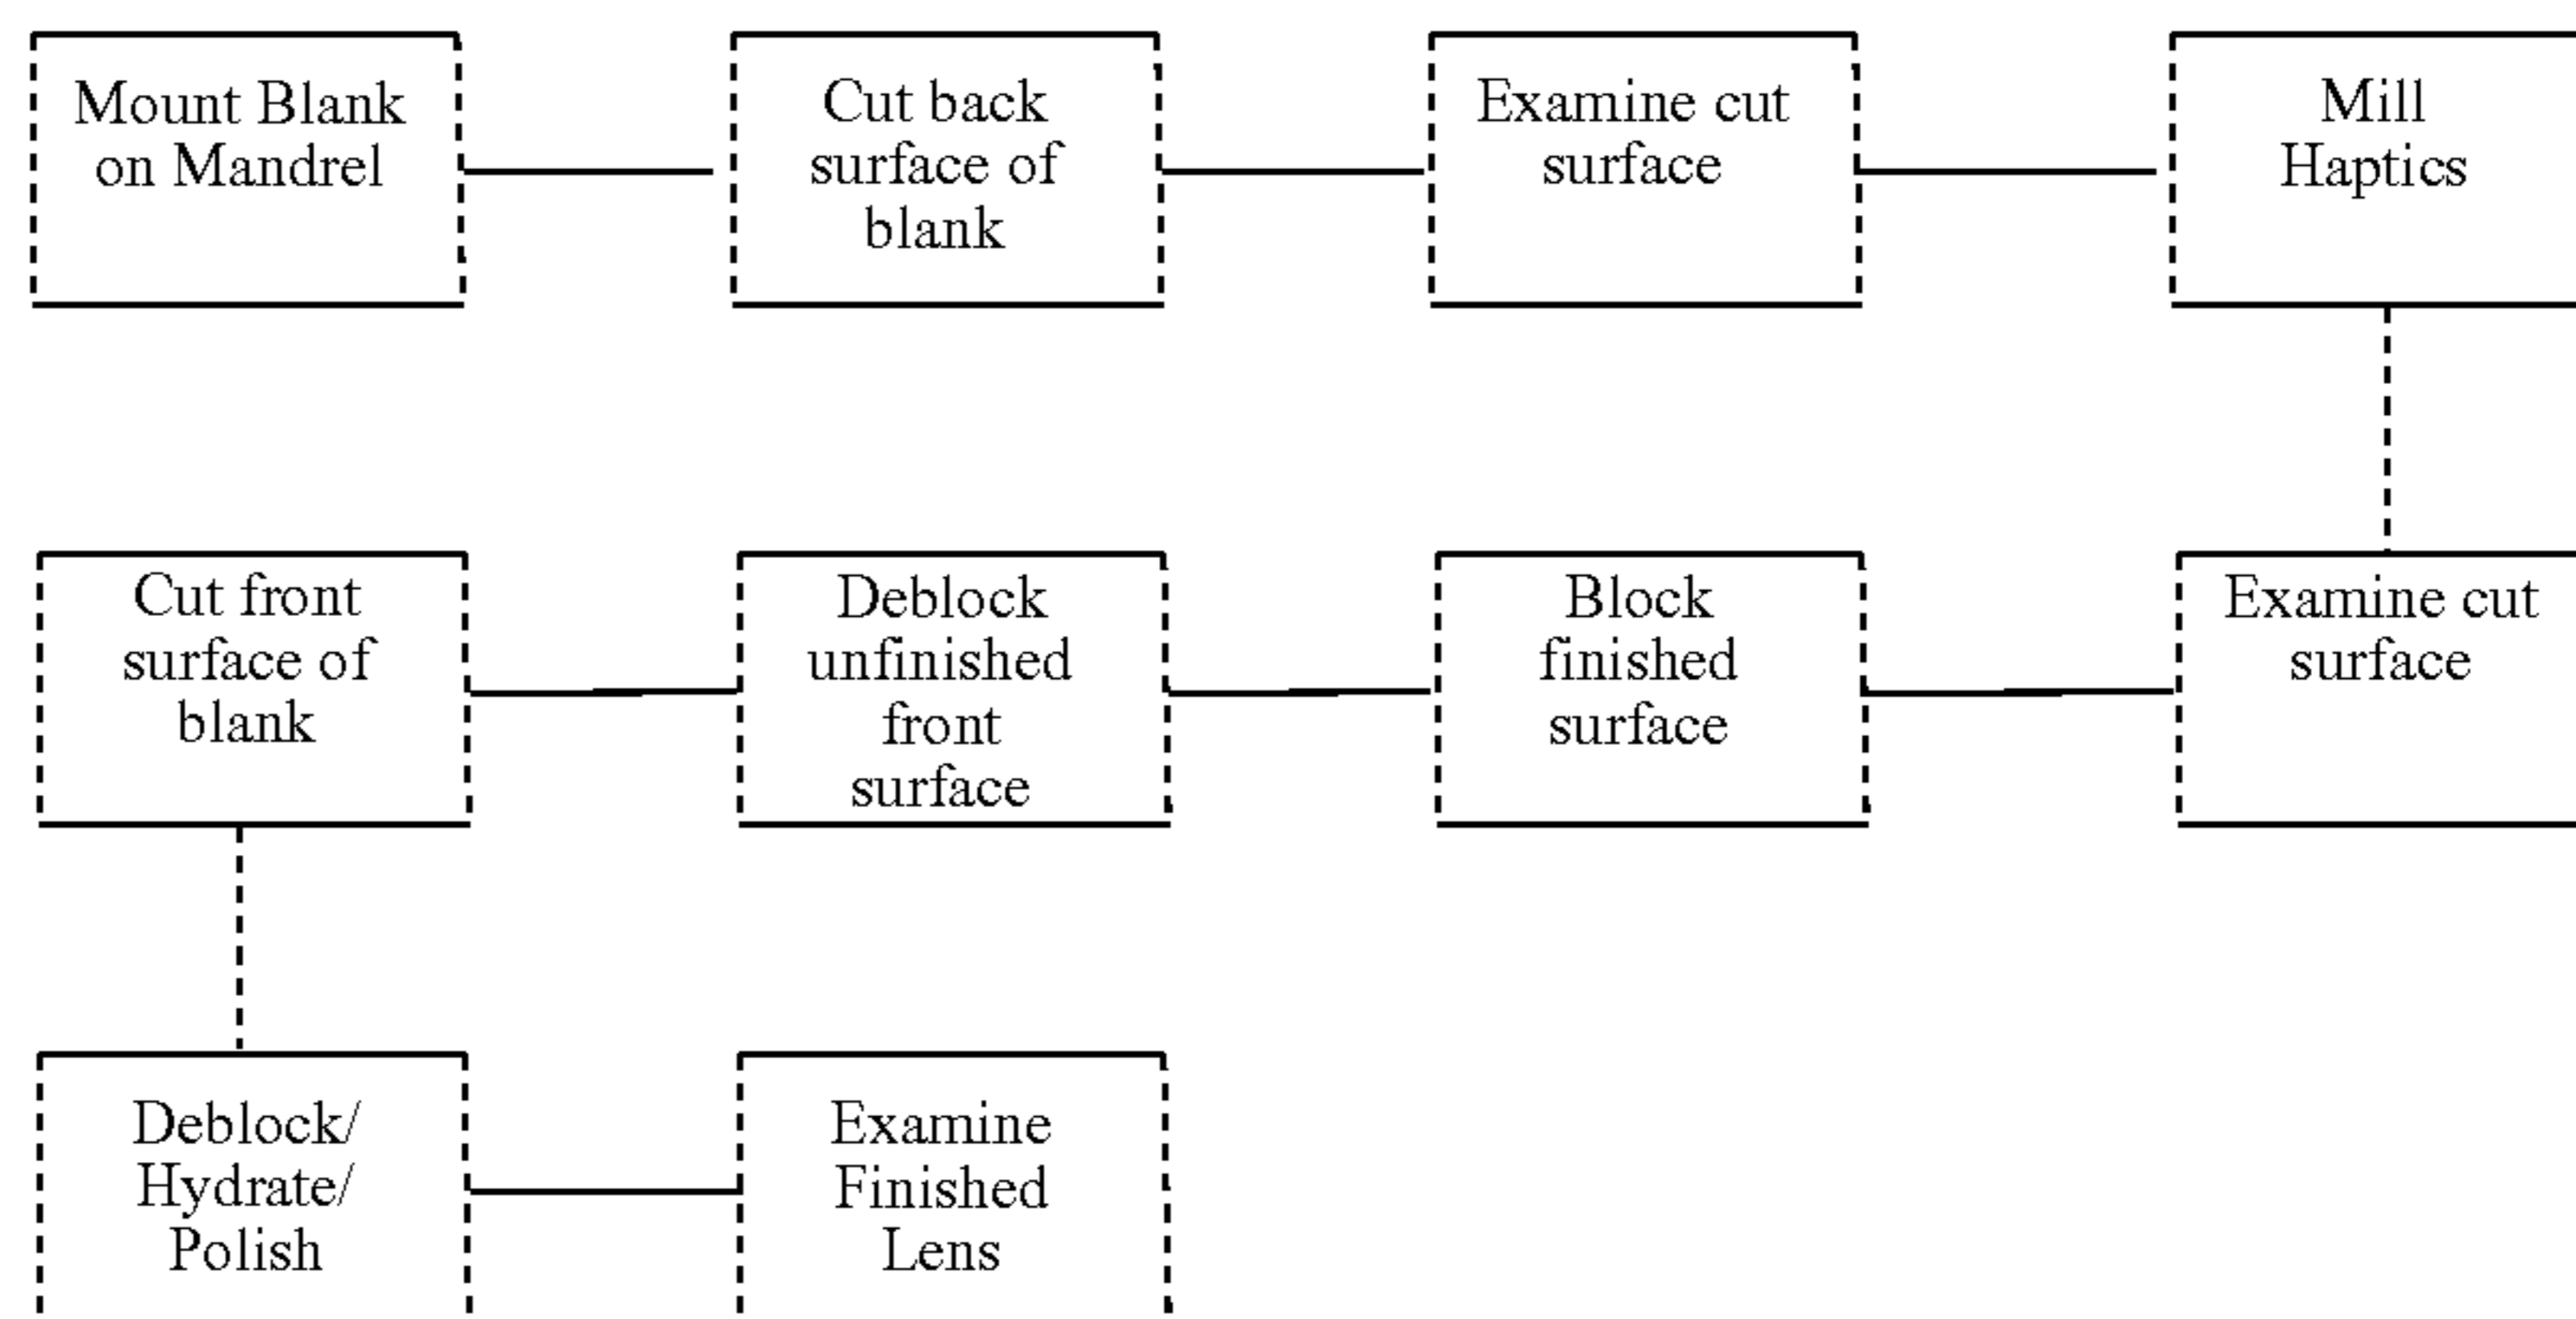 Mount Blank
on Mandrel
Cut back
surface of
blank
Examine cut
surface
Mill
Haptics
Cut front
surface of
blank
Deblock
unfinished
front
surface
Block
finished
surface
Examine cut
surface
Deblock/
Hydrate/
Polish
Examine
Finished
Lens